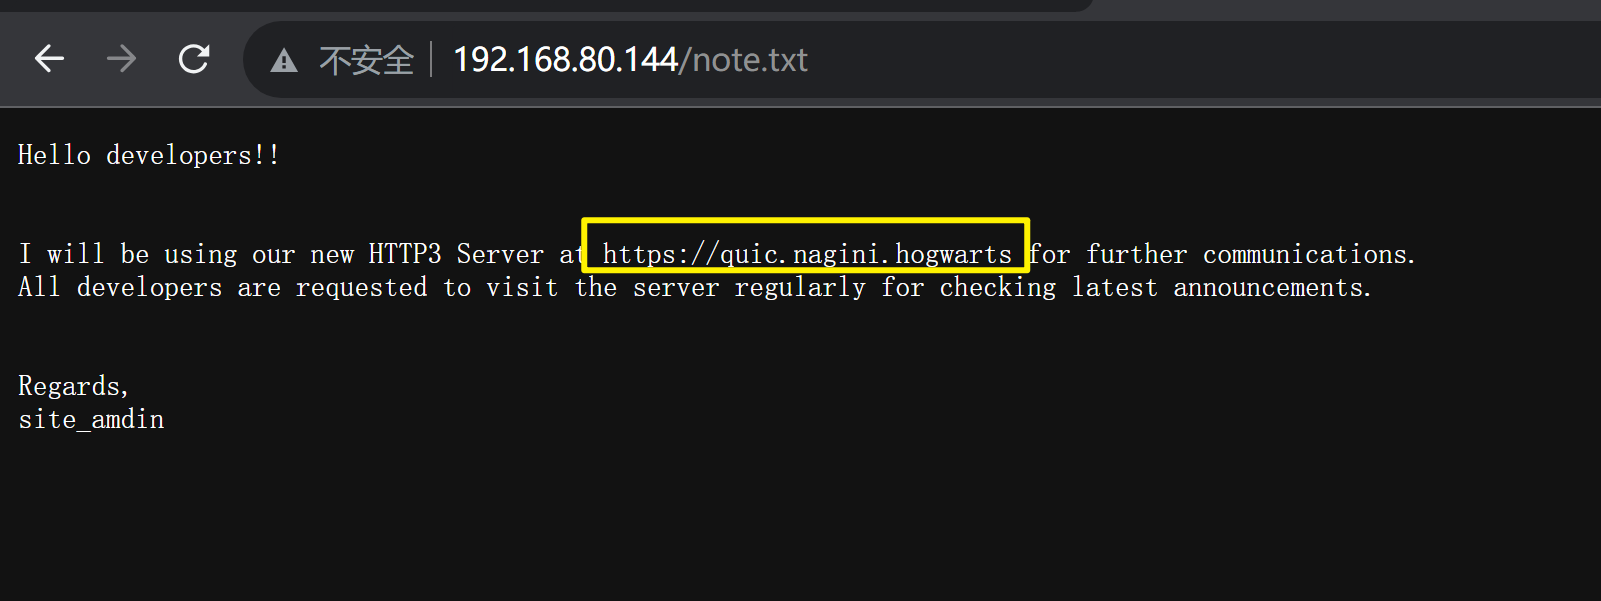 不安全 192.168.80.144/note.txt
Hello developers!!
I will be using our new HTTP3 Server at https://quic.nagini.hogwarts for further communications.
All developers are requested to visit the server regularly for checking latest announcements.
Regards,
site_amdin